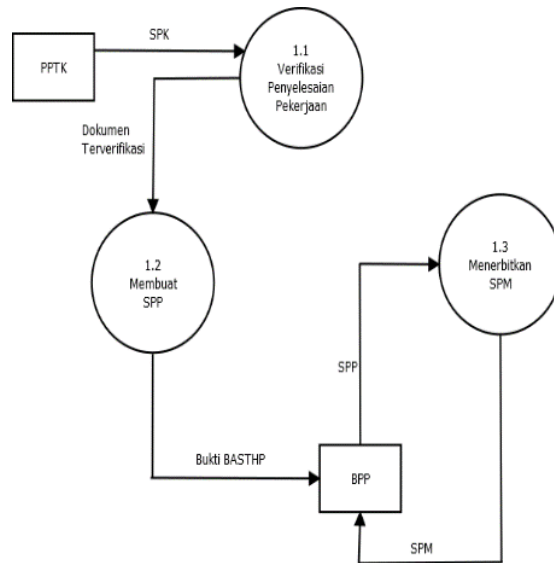 SPK
PPTK
1.1
Verifikasi
Penyelesaian
Pekerjaan
Dokumen
Terverifikasi
1.2
Membuat
SPP
1.3
Menerbitkan
SPM
SPP
Bukti BASTHP
BPP
SPM